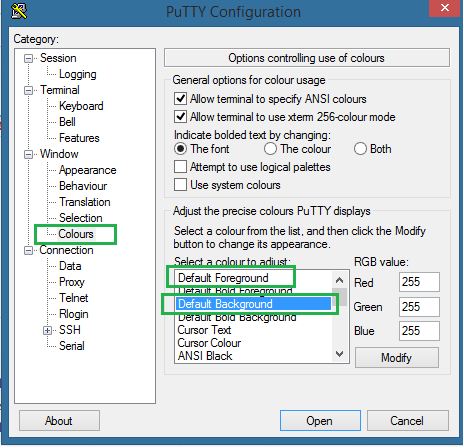 PuTTY Configuration
Category:
Session
Logging
Terminal
Keyboard
Bell
Features
Window
Appearance
Behaviour
Translation
Selection
Colours
Connection
Data
Proxy
Telnet
Rlogin
SSH
Serial
Options controlling use of colours
General options for colour usage
Allow terminal to specify ANSI colours
Allow terminal to use xterm 256-colour mode
Indicate bolded text by changing:
The font The colour Both
Attempt to use logical palettes
Use system colours
Adjust the precise colours PuTTY displays
Select a colour from the list, and then click the Modify
button to change its appearance.
Select a colour to adjust:
Default Foreground
Default Bold Foreground
Default Background
Default Bold Background
Cursor Text
Cursor Colour
ANSI Black
RGB value:
Red 255
Green 255
Blue 255
Modify
About Open Cancel